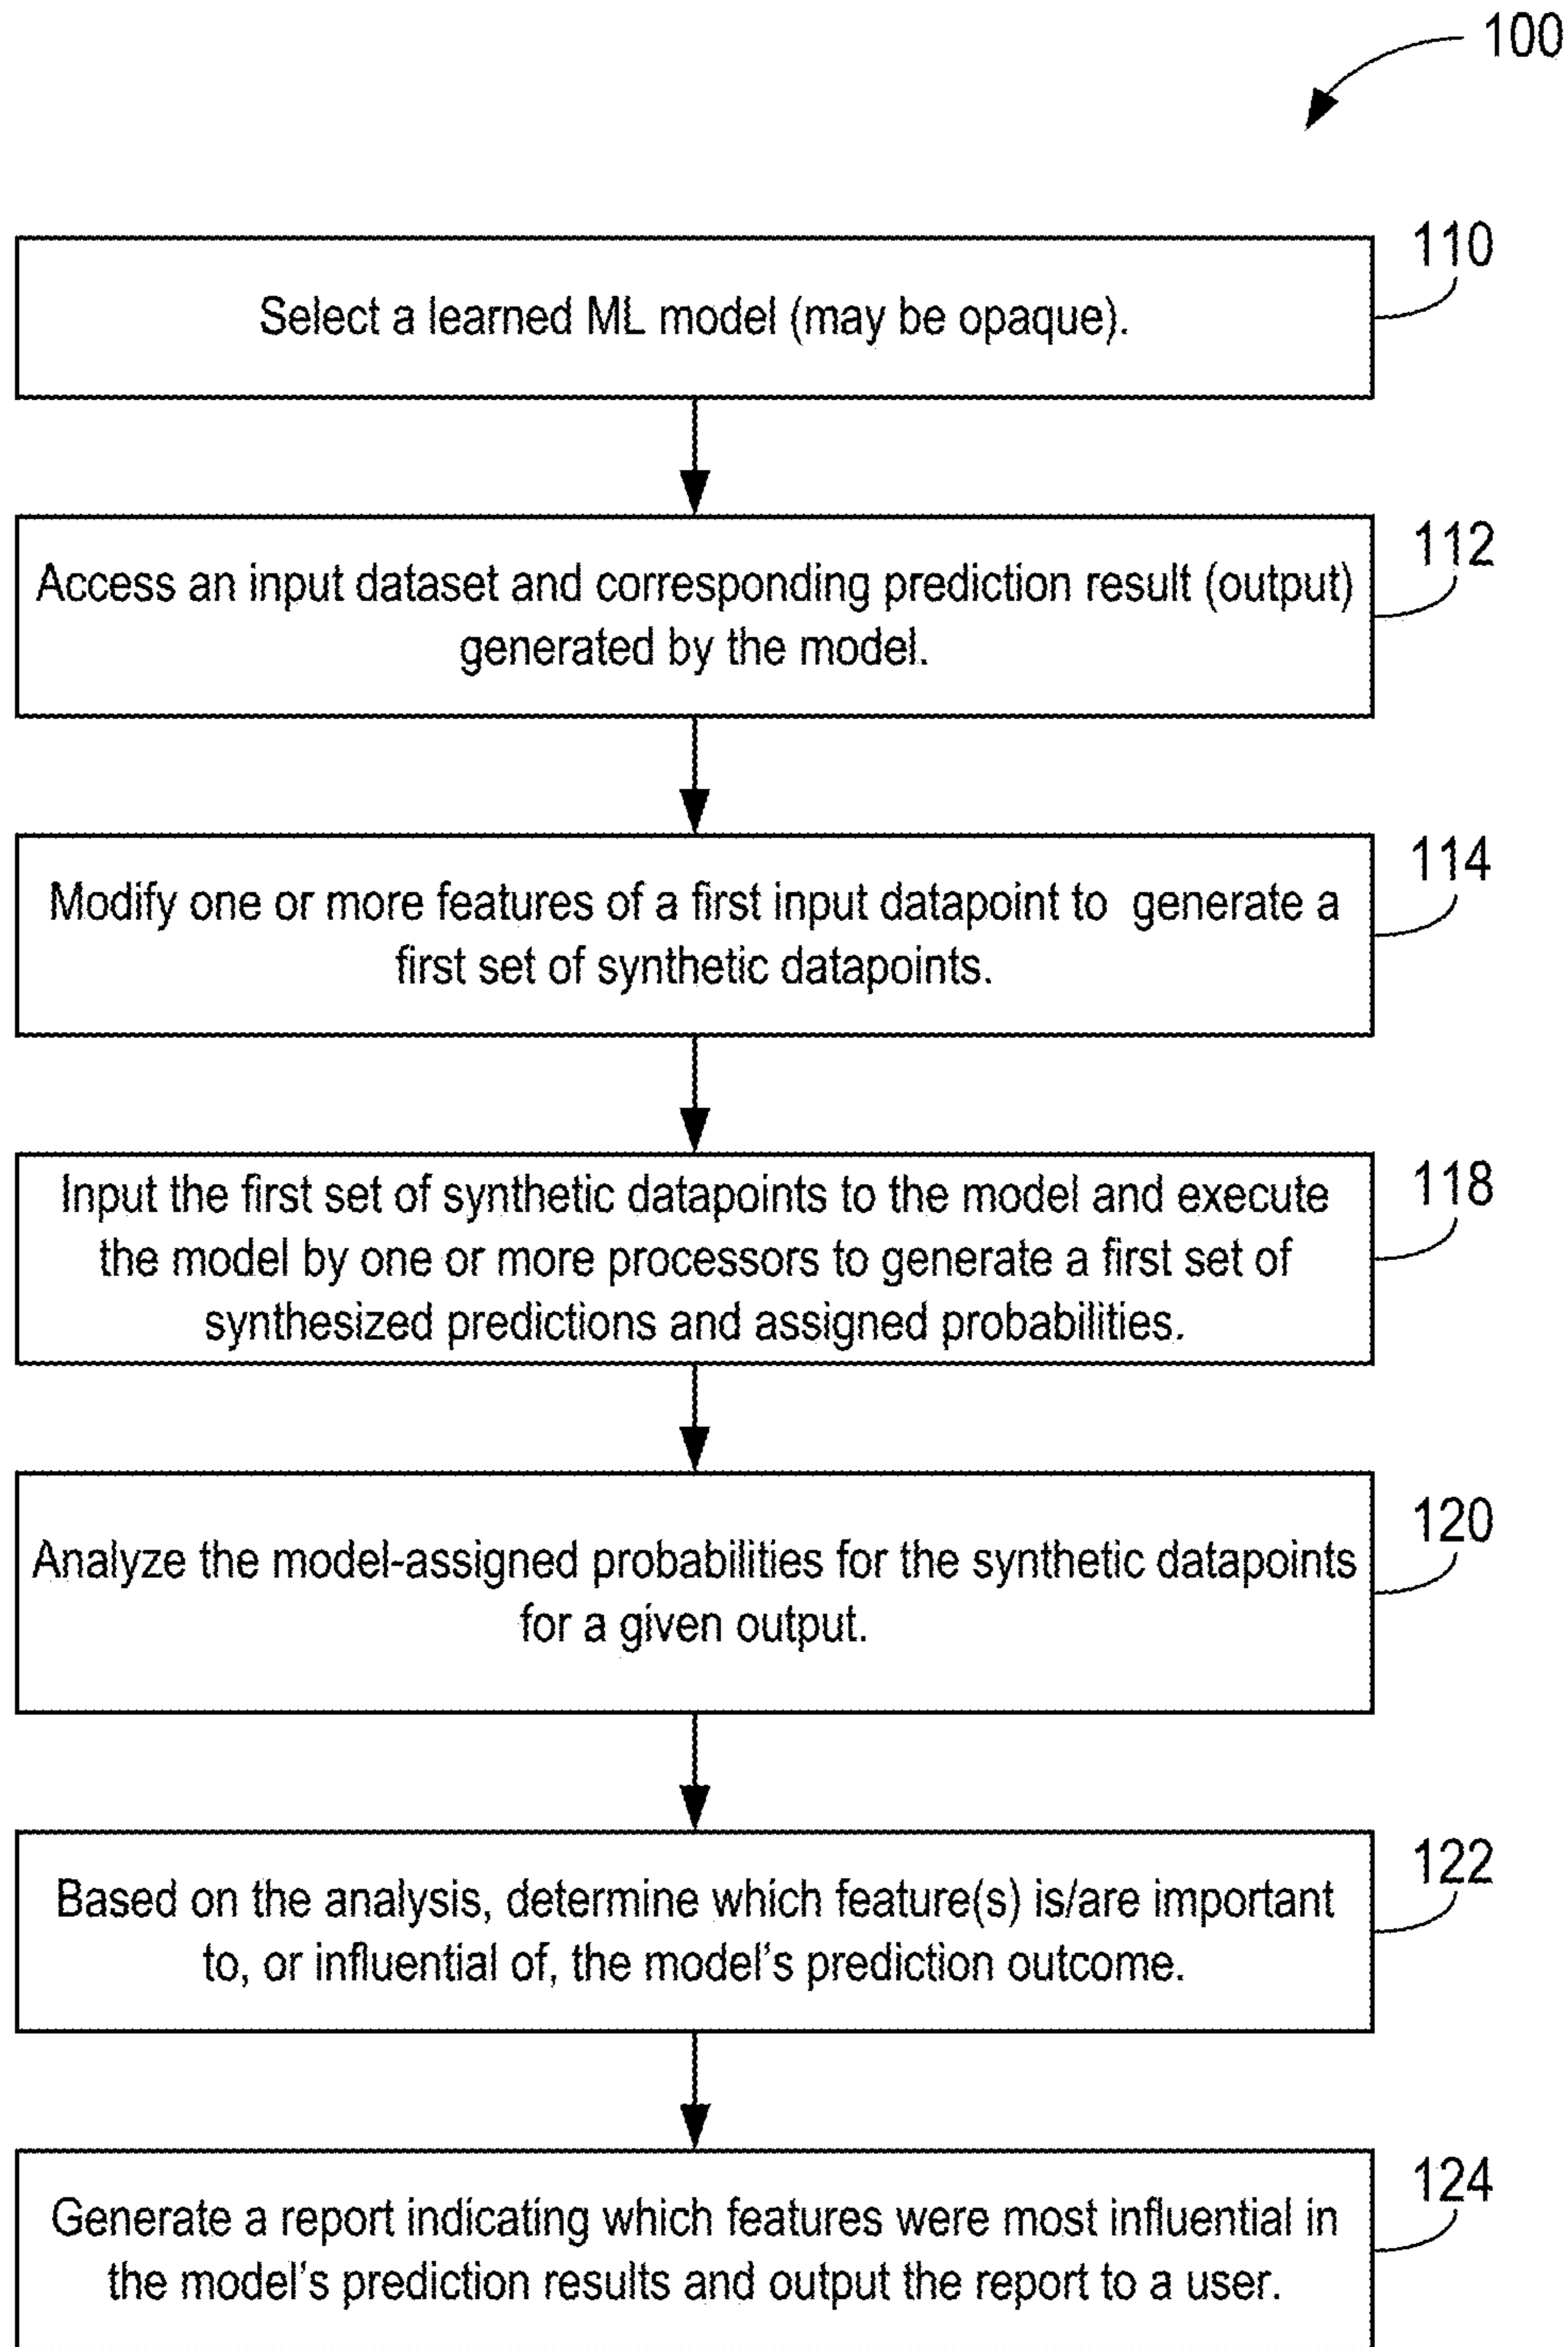 100
110
Select a learned ML model (may be opaque).
112
Access an input dataset and corresponding prediction result (output)
generated by the model.
114
Modify one or more features of a first input datapoint to generate a
first set of synthetic datapoints.
118
Input the first set of synthetic datapoints to the model and execute
the model by one or more processors to generate a first set of
synthesized predictions and assigned probabilities.
120
Analyze the model-assigned probabilities for the synthetic datapoints
for a given output.
122
Based on the analysis, determine which feature(s) is/are important
to, or influential of, the model's prediction outcome.
124
Generate a report indicating which features were most influential in
the model's prediction results and output the report to a user.